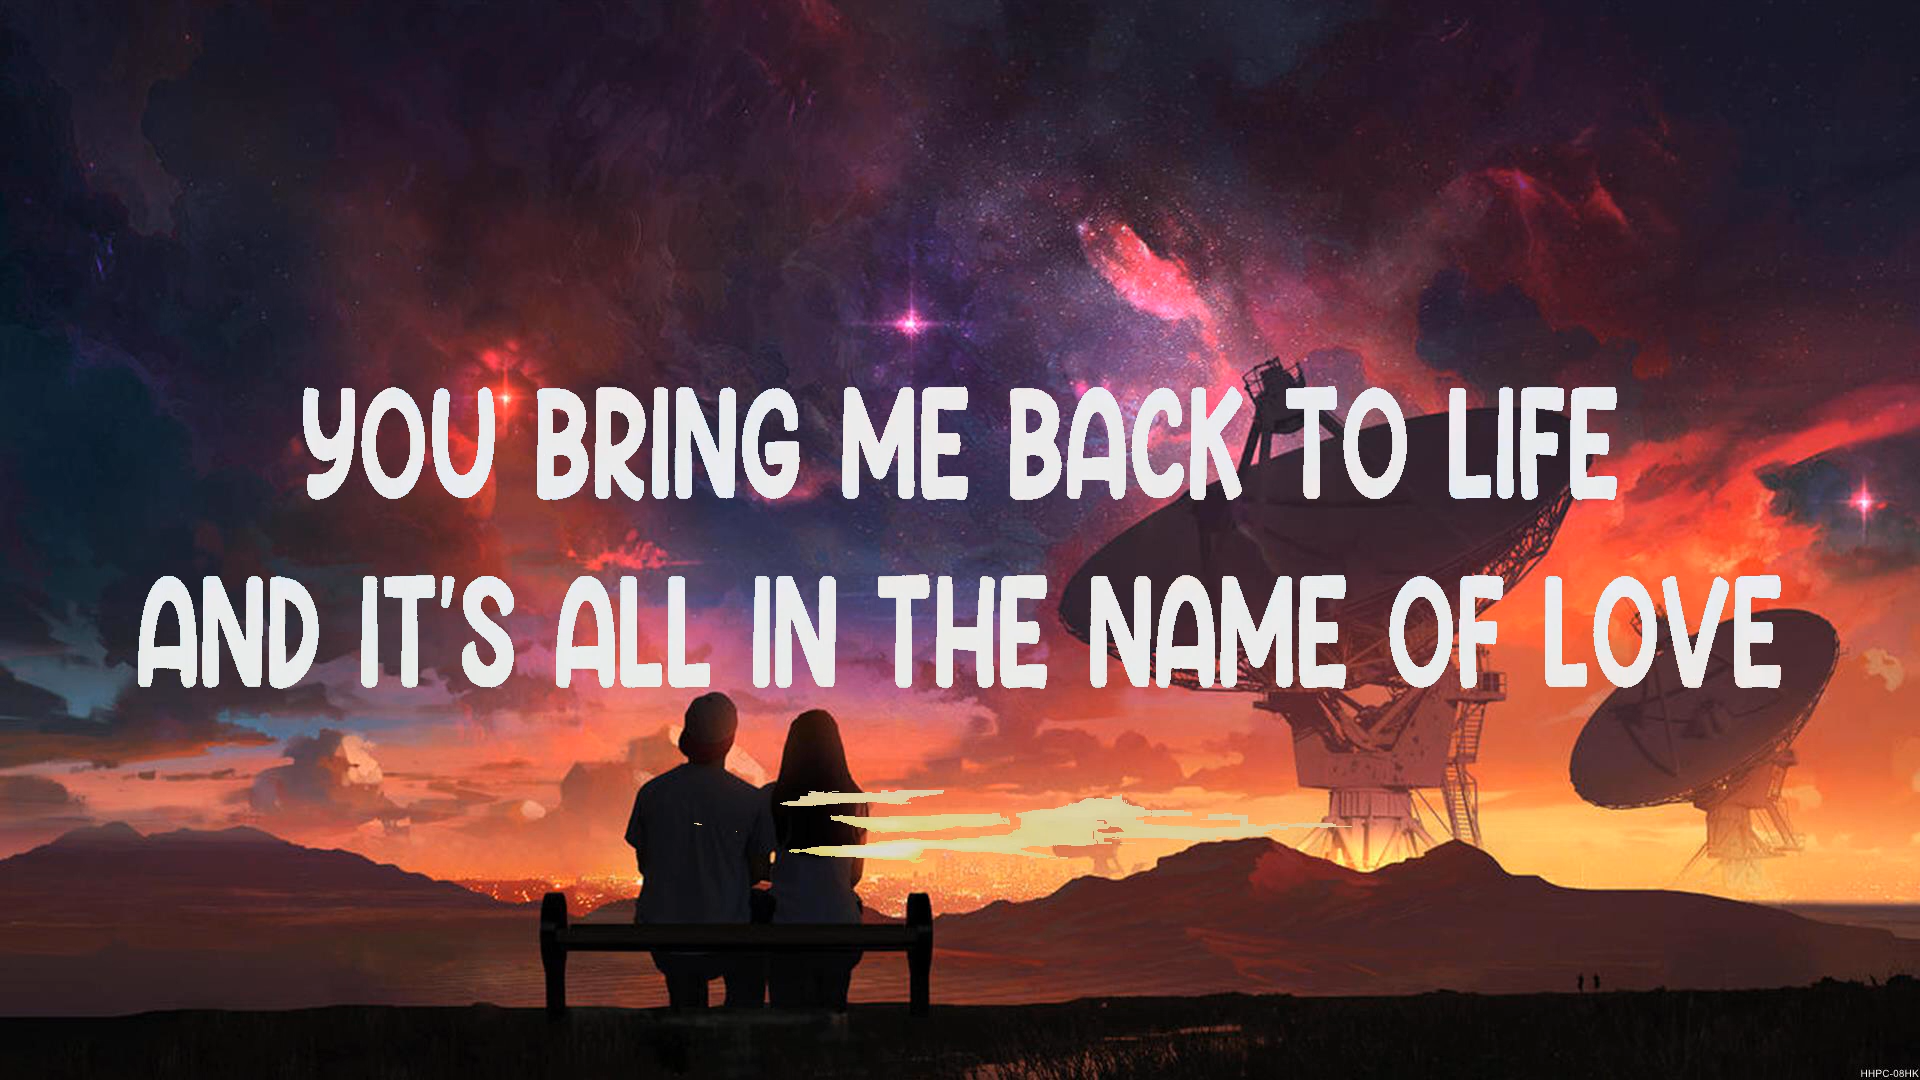 YOU BRING ME BACK TO LIFE
AND IT'S ALL IN THE NAME OF LOVE
HHPC-08HK